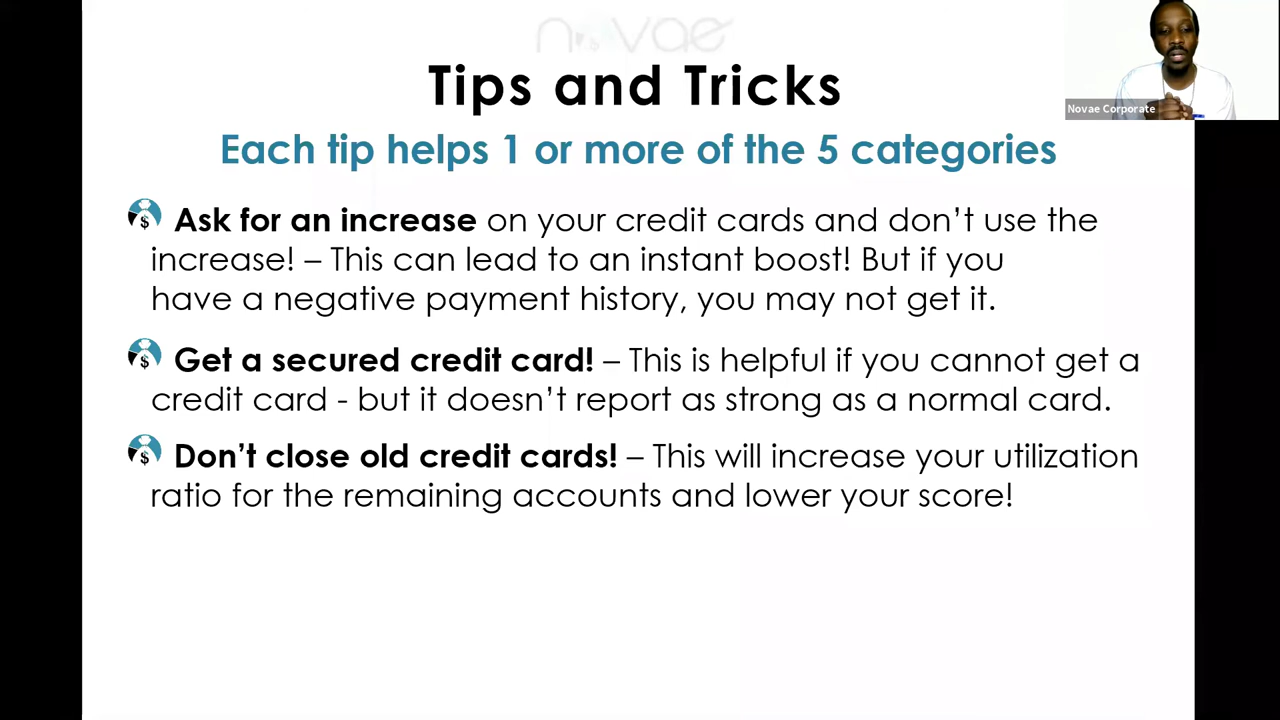 novae
Tips and Tricks
Novae Corporate
Each tip helps 1 or more of the 5 categories
$ Ask for an increase on your credit cards and don’t use the
increase! – This can lead to an instant boost! But if you
have a negative payment history, you may not get it.
$ Get a secured credit card! – This is helpful if you cannot get a
credit card - but it doesn’t report as strong as a normal card.
$ Don’t close old credit cards! – This will increase your utilization
ratio for the remaining accounts and lower your score!